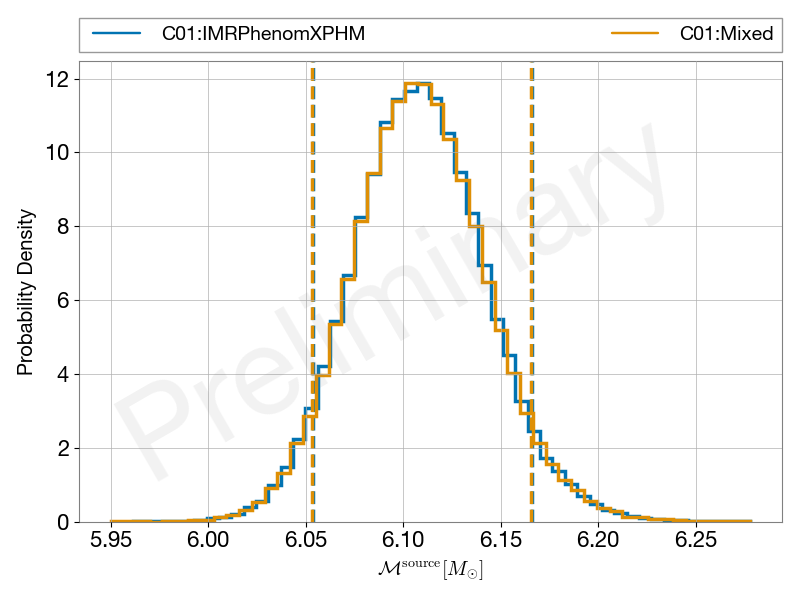 C01:IMRPhenomXPHM C01:Mixed
12
10
8
6
4
2
0
Probability Density
Preliminary
5.95 6.00 6.05 6.10 6.15 6.20 6.25
ℳ^source [M_⊙]